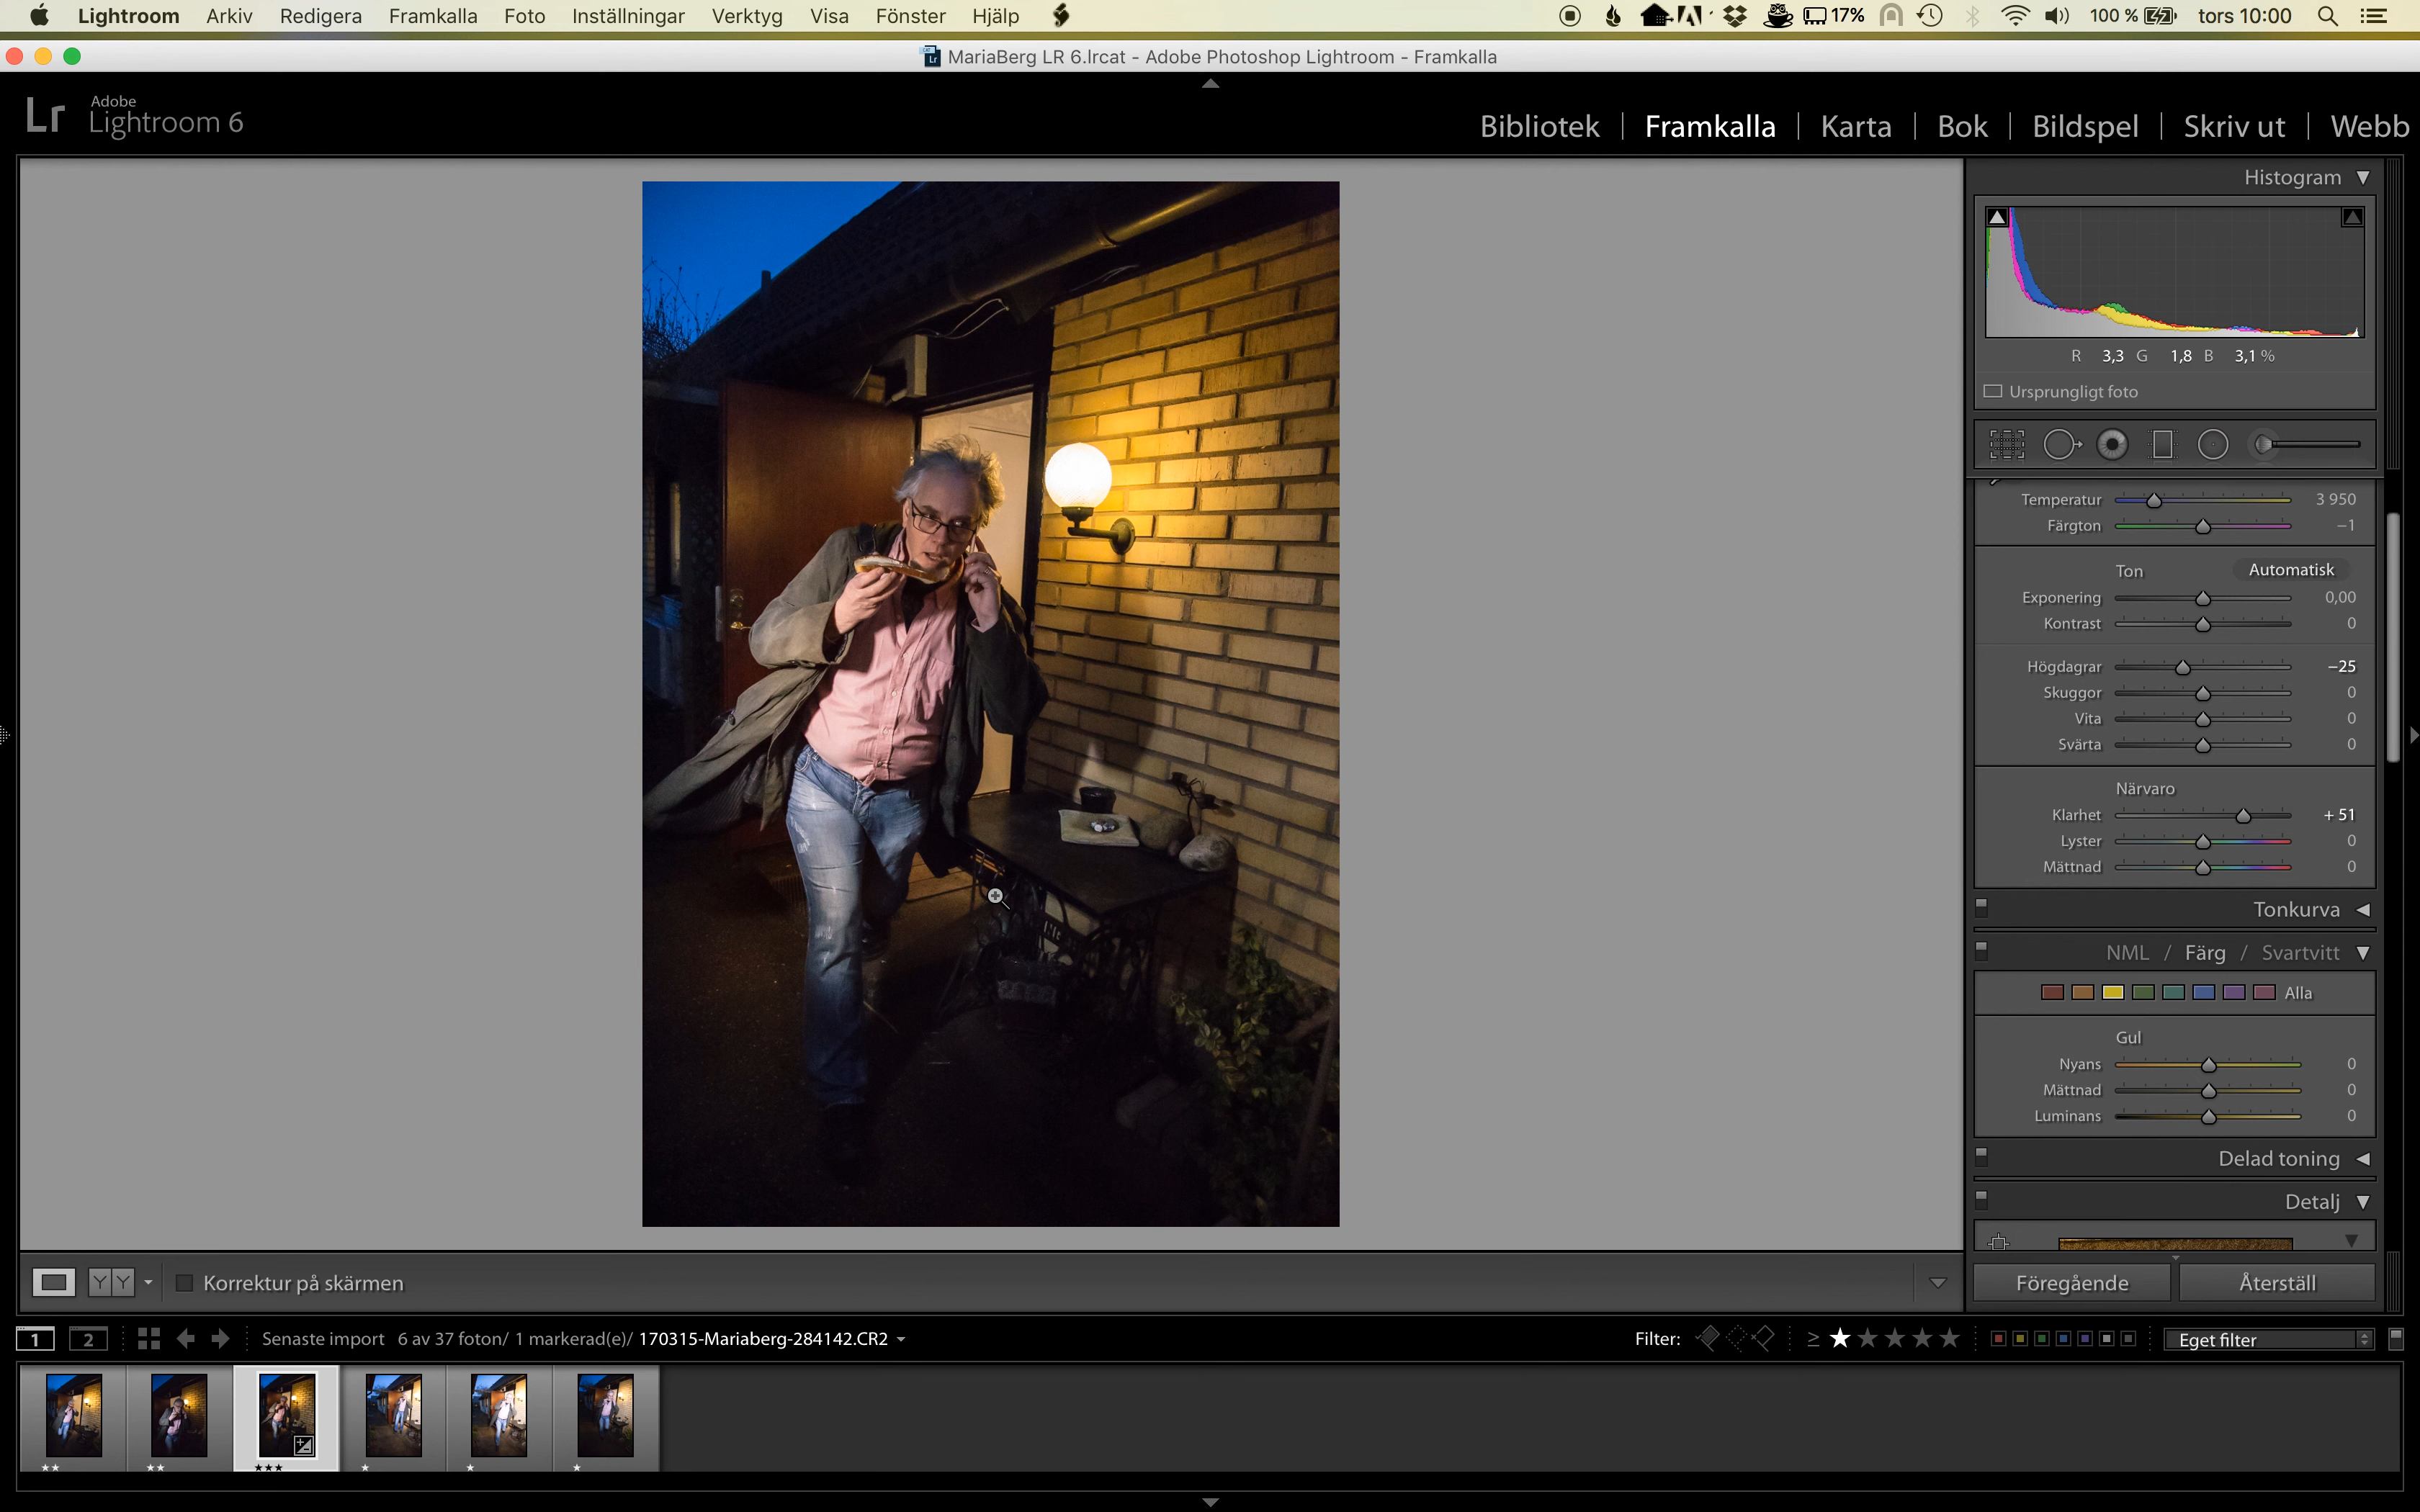 Lightroom Arkiv Redigera Framkalla Foto Inställningar Verktyg Visa Fönster Hjälp 17% 100 % tors 10:00
MariaBerg LR 6.lrcat - Adobe Photoshop Lightroom - Framkalla
Lr Adobe
Lightroom 6
Bibliotek | Framkalla | Karta | Bok | Bildspel | Skriv ut | Webb
Histogram
R 3,3 G 1,8 B 3,1 %
Ursprungligt foto
Temperatur 3 950
Färgton −1
Ton Automatisk
Exponering 0,00
Kontrast 0
Högdagrar −25
Skuggor 0
Vita 0
Svärta 0
Närvaro
Klarhet + 51
Lyster 0
Mättnad 0
Tonkurva
NML / Färg / Svartvitt
Alla
Gul
Nyans 0
Mättnad 0
Luminans 0
Delad toning
Detalj
YY Korrektur på skärmen
Föregående Återställ
1 2 Senaste import 6 av 37 foton/ 1 markerad(e)/ 170315-Mariaberg-284142.CR2 Filter: ≥ Eget filter